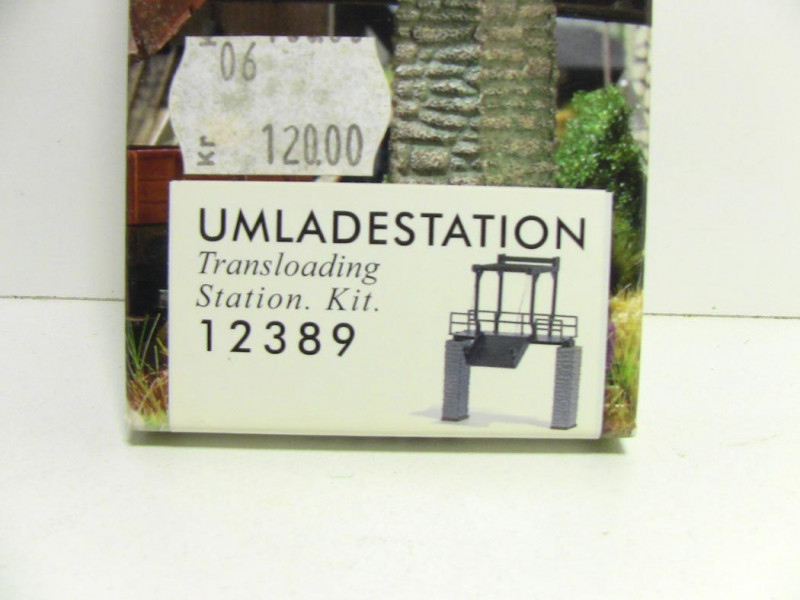 06
kr 120.00
UMLADESTATION
Transloading
Station. Kit.
12389